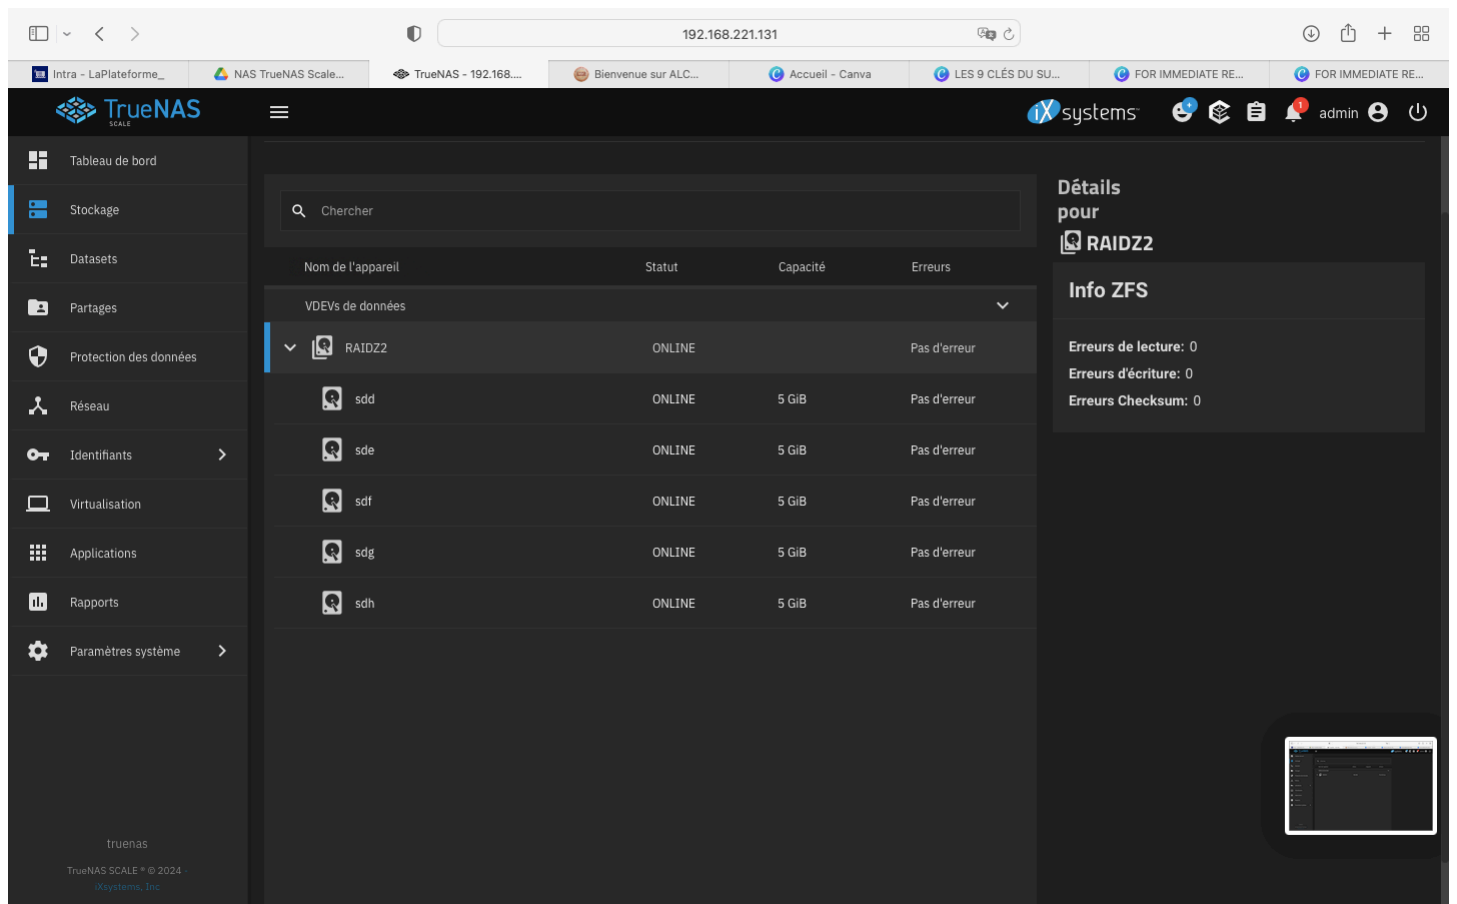 192.168.221.131
Intra - LaPlateforme_
NAS TrueNAS Scale...
TrueNAS - 192.168....
Bienvenue sur ALC...
Accueil - Canva
LES 9 CLÉS DU SU...
FOR IMMEDIATE RE...
FOR IMMEDIATE RE...
TrueNAS
SCALE
iXsystems
1
admin
Tableau de bord
Stockage
Datasets
Partages
Protection des données
Réseau
Identifiants
Virtualisation
Applications
Rapports
Paramètres système
truenas
TrueNAS SCALE ® © 2024 ·
iXsystems, Inc
Chercher
Nom de l'appareil Statut Capacité Erreurs
VDEVs de données
RAIDZ2 ONLINE Pas d'erreur
sdd ONLINE 5 GiB Pas d'erreur
sde ONLINE 5 GiB Pas d'erreur
sdf ONLINE 5 GiB Pas d'erreur
sdg ONLINE 5 GiB Pas d'erreur
sdh ONLINE 5 GiB Pas d'erreur
Détails
pour
RAIDZ2
Info ZFS
Erreurs de lecture: 0
Erreurs d'écriture: 0
Erreurs Checksum: 0